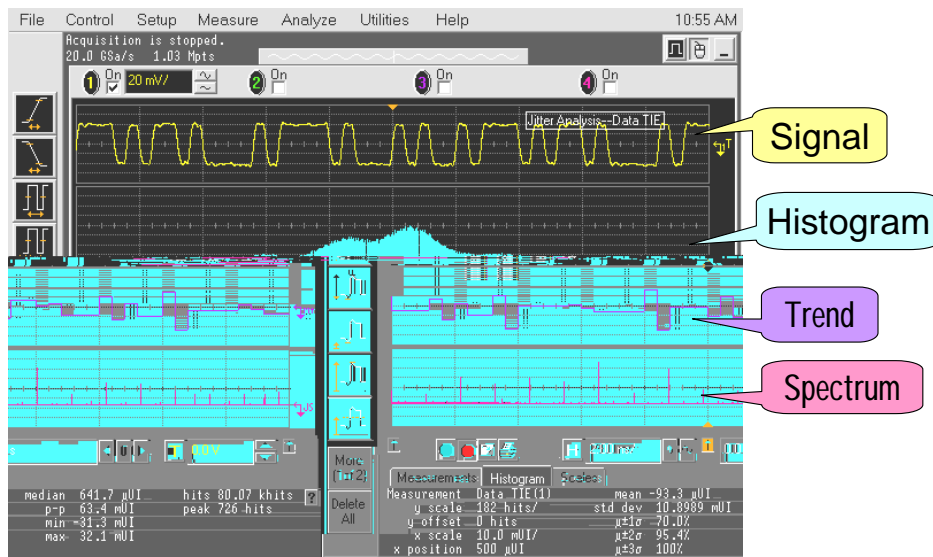 File Control Setup Measure Analyze Utilities Help 10:55 AM
Acquisition is stopped.
20.0 GSa/s 1.03 Mpts
1 On 20 mV/ 2 On 3 On 4 On
Jitter Analysis--Data TIE
T
Signal
Histogram
Trend
Spectrum
T 0.0 V
H
More
(1of2)
Delete
All
Measurements Histogram Scales
median 641.7 µUI hits 80.07 khits ?
p-p 63.4 mUI peak 726 hits
min -31.3 mUI
max 32.1 mUI
Measurement Data TIE(1) mean -93.3 µUI
y scale 182 hits/ std dev 10.8989 mUI
y offset 0 hits µ±1σ 70.0%
x scale 10.0 mUI/ µ±2σ 95.4%
x position 500 µUI µ±3σ 100%